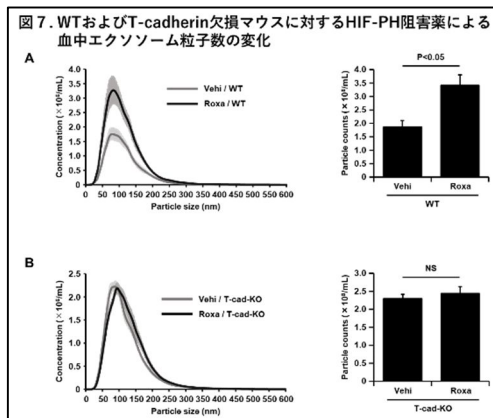 図７．WTおよびT-cadherin欠損マウスに対するHIF-PH阻害薬による
血中エクソソーム粒子数の変化
A
Concentration (×10⁶/mL)
4.0
3.5
3.0
2.5
2.0
1.5
1.0
0.5
0.0
Vehi / WT
Roxa / WT
0 50 100 150 200 250 300 350 400 450 500 550 600
Particle size (nm)
P<0.05
Particle counts (×10⁸/mL)
4.0
3.5
3.0
2.5
2.0
1.5
1.0
0.5
0.0
Vehi Roxa
WT
B
Concentration (×10⁶/mL)
2.5
2.0
1.5
1.0
0.5
0.0
Vehi / T-cad-KO
Roxa / T-cad-KO
0 50 100 150 200 250 300 350 400 450 500 550 600
Particle size (nm)
NS
Particle counts (×10⁸/mL)
3.0
2.5
2.0
1.5
1.0
0.5
0.0
Vehi Roxa
T-cad-KO